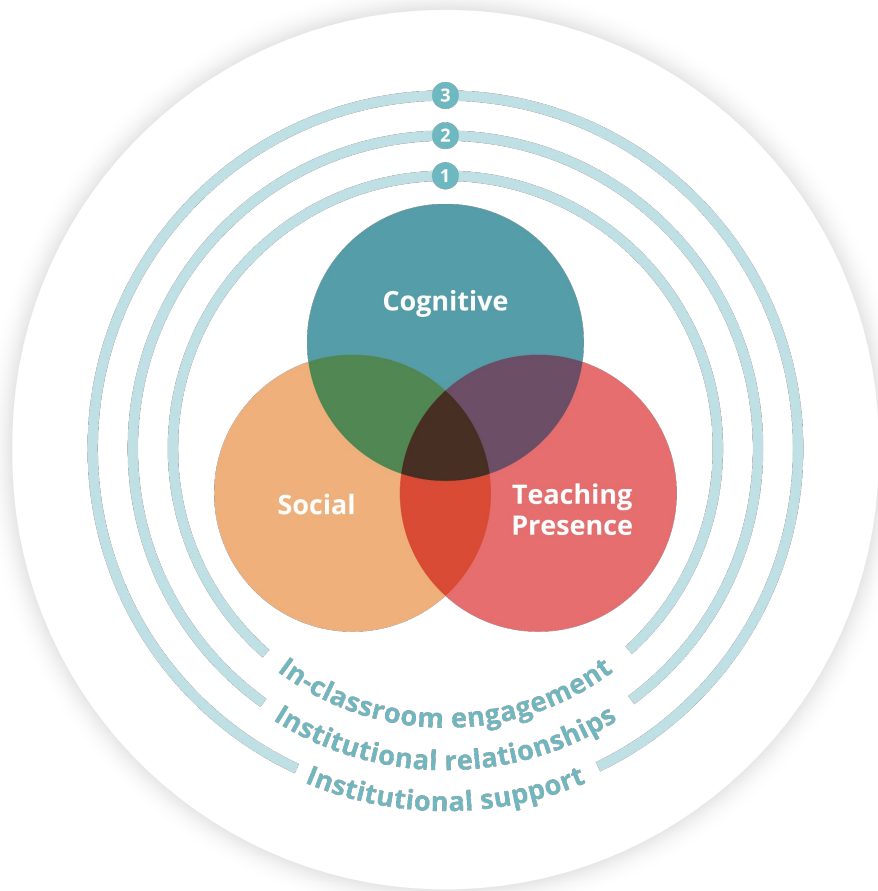 3
2
1
Cognitive
Social
Teaching
Presence
In-classroom engagement
Institutional relationships
Institutional support